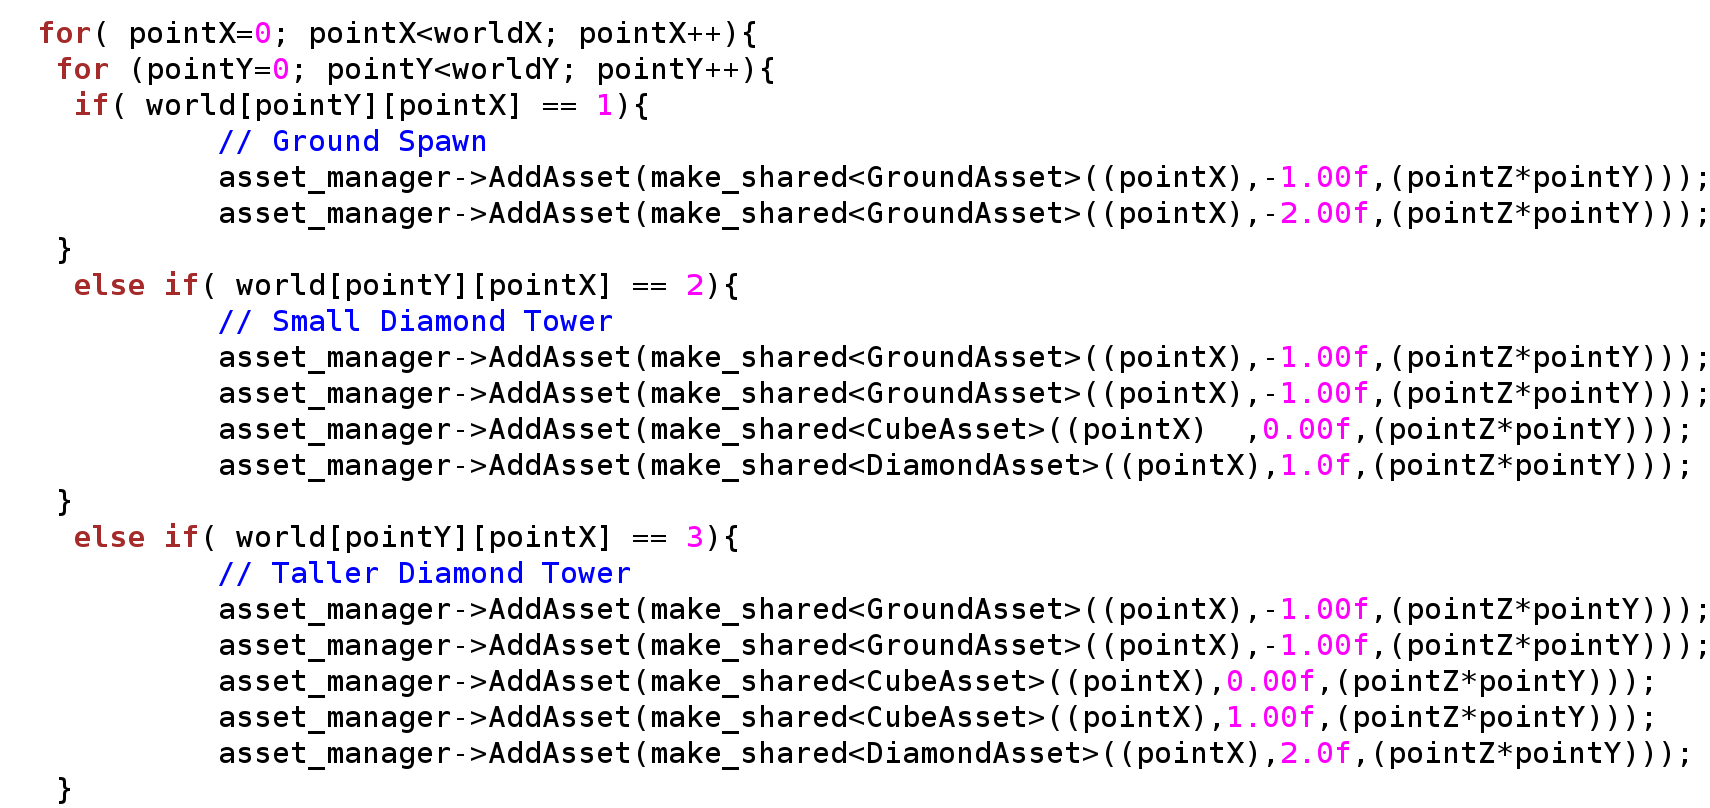 for( pointX=0; pointX<worldX; pointX++){
 for (pointY=0; pointY<worldY; pointY++){
  if( world[pointY][pointX] == 1){
          // Ground Spawn
          asset_manager->AddAsset(make_shared<GroundAsset>((pointX),-1.00f,(pointZ*pointY)));
          asset_manager->AddAsset(make_shared<GroundAsset>((pointX),-2.00f,(pointZ*pointY)));
 }
  else if( world[pointY][pointX] == 2){
          // Small Diamond Tower
          asset_manager->AddAsset(make_shared<GroundAsset>((pointX),-1.00f,(pointZ*pointY)));
          asset_manager->AddAsset(make_shared<GroundAsset>((pointX),-1.00f,(pointZ*pointY)));
          asset_manager->AddAsset(make_shared<CubeAsset>((pointX)  ,0.00f,(pointZ*pointY)));
          asset_manager->AddAsset(make_shared<DiamondAsset>((pointX),1.0f,(pointZ*pointY)));
 }
  else if( world[pointY][pointX] == 3){
          // Taller Diamond Tower
          asset_manager->AddAsset(make_shared<GroundAsset>((pointX),-1.00f,(pointZ*pointY)));
          asset_manager->AddAsset(make_shared<GroundAsset>((pointX),-1.00f,(pointZ*pointY)));
          asset_manager->AddAsset(make_shared<CubeAsset>((pointX),0.00f,(pointZ*pointY)));
          asset_manager->AddAsset(make_shared<CubeAsset>((pointX),1.00f,(pointZ*pointY)));
          asset_manager->AddAsset(make_shared<DiamondAsset>((pointX),2.0f,(pointZ*pointY)));
 }